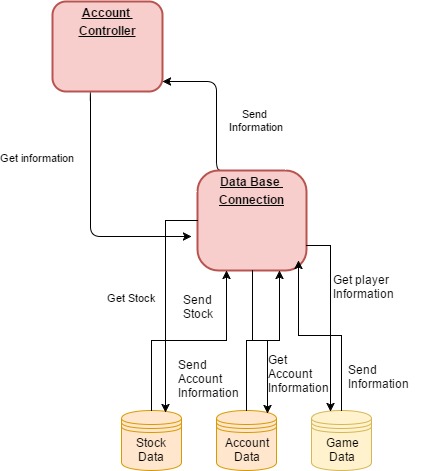 Account
Controller
Send
Information
Get information
Data Base
Connection
Get player
Information
Get Stock
Send
Stock
Send
Account
Information
Get
Account
Information
Send
Information
Stock
Data
Account
Data
Game
Data